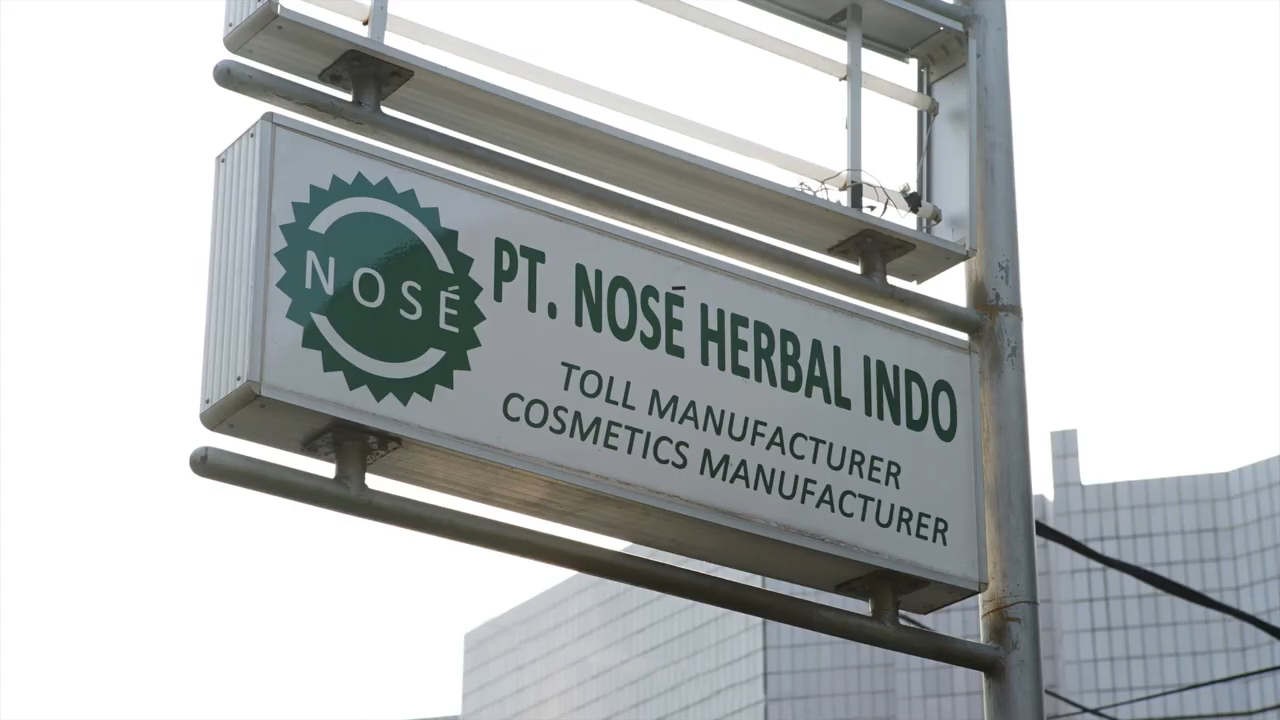 NOSÉ
PT. NOSÉ HERBAL INDO
TOLL MANUFACTURER
COSMETICS MANUFACTURER